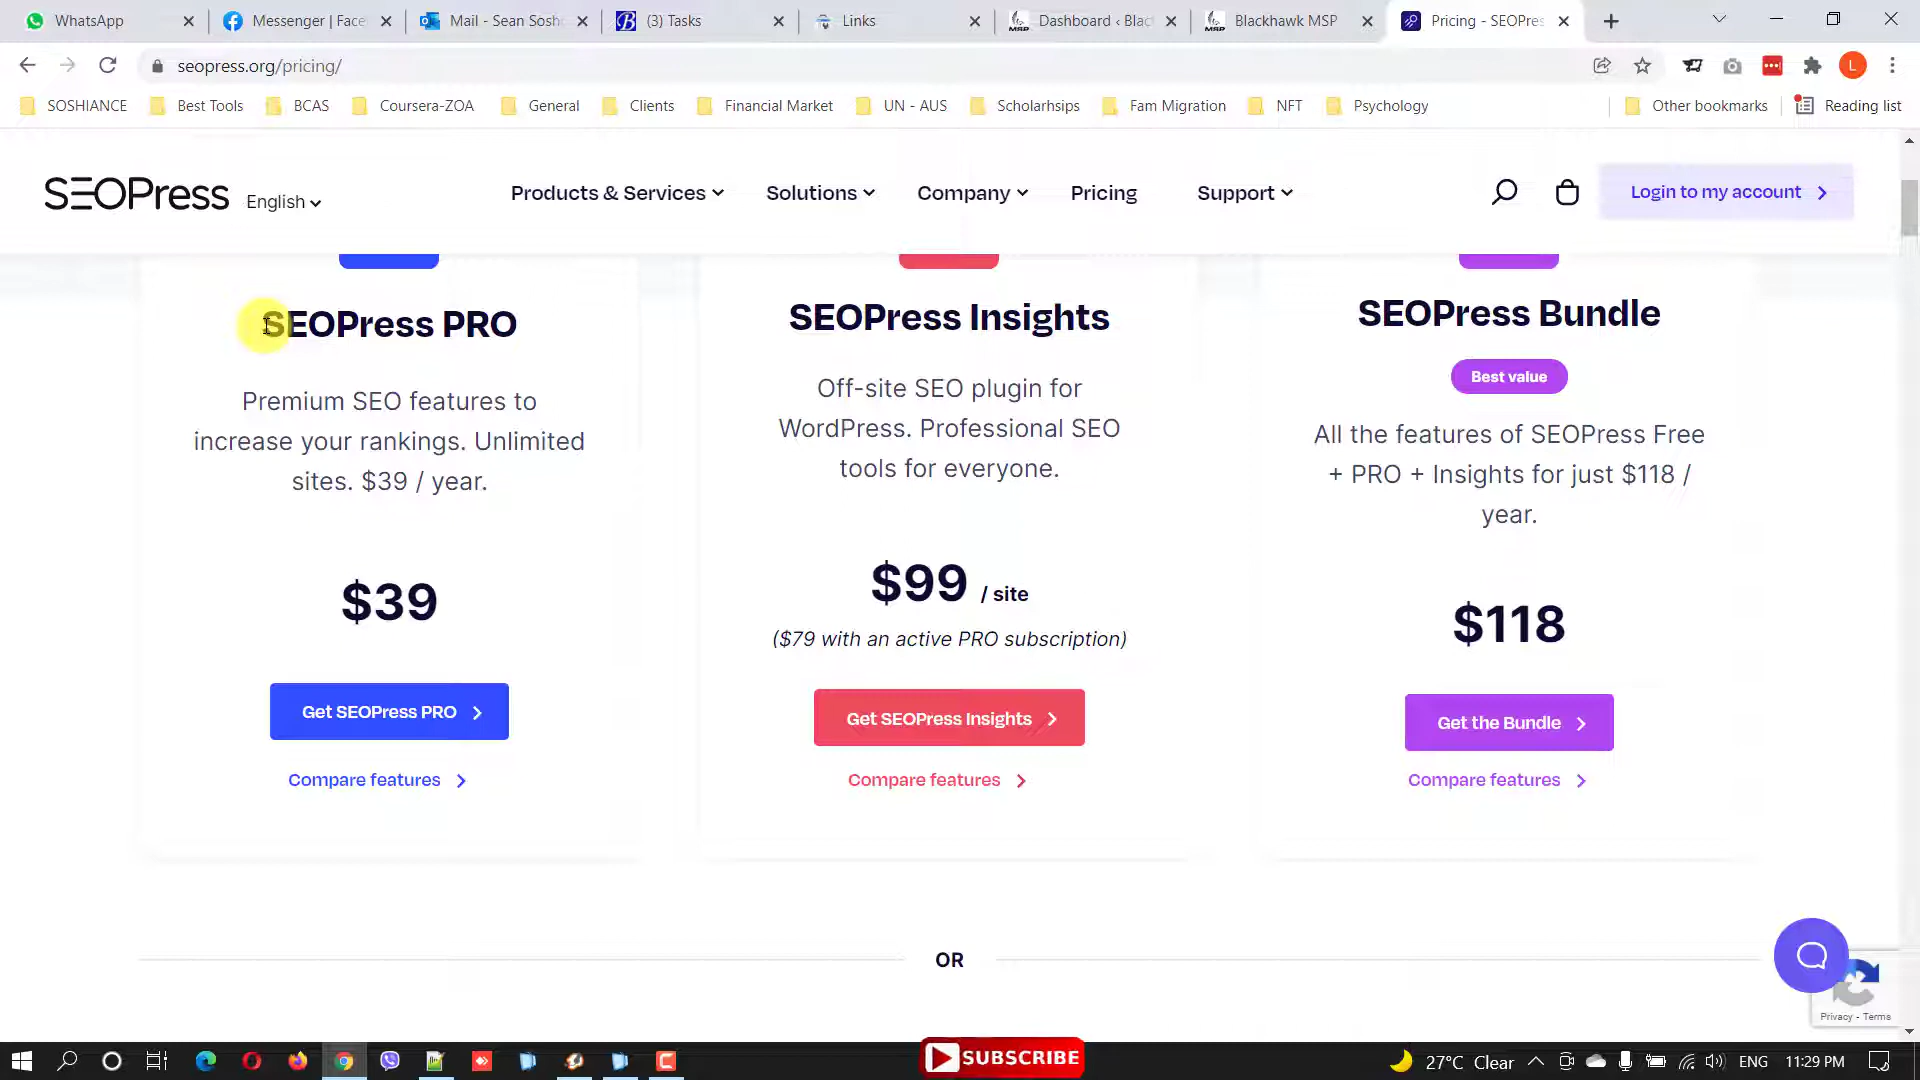 WhatsApp
Messenger | Face
Mail - Sean Sosh
(3) Tasks
Links
Dashboard ‹ Blac
Blackhawk MSP
Pricing - SEOPres
seopress.org/pricing/
L
SOSHIANCE
Best Tools
BCAS
Coursera-ZOA
General
Clients
Financial Market
UN - AUS
Scholarhsips
Fam Migration
NFT
Psychology
Other bookmarks
Reading list
SEOPress
English
Products & Services
Solutions
Company
Pricing
Support
Login to my account
SEOPress PRO
Premium SEO features to
increase your rankings. Unlimited
sites. $39 / year.
$39
Get SEOPress PRO
Compare features
SEOPress Insights
Off-site SEO plugin for
WordPress. Professional SEO
tools for everyone.
$99 / site
($79 with an active PRO subscription)
Get SEOPress Insights
Compare features
SEOPress Bundle
Best value
All the features of SEOPress Free
+ PRO + Insights for just $118 /
year.
$118
Get the Bundle
Compare features
OR
Privacy - Terms
SUBSCRIBE
27°C Clear
ENG
11:29 PM